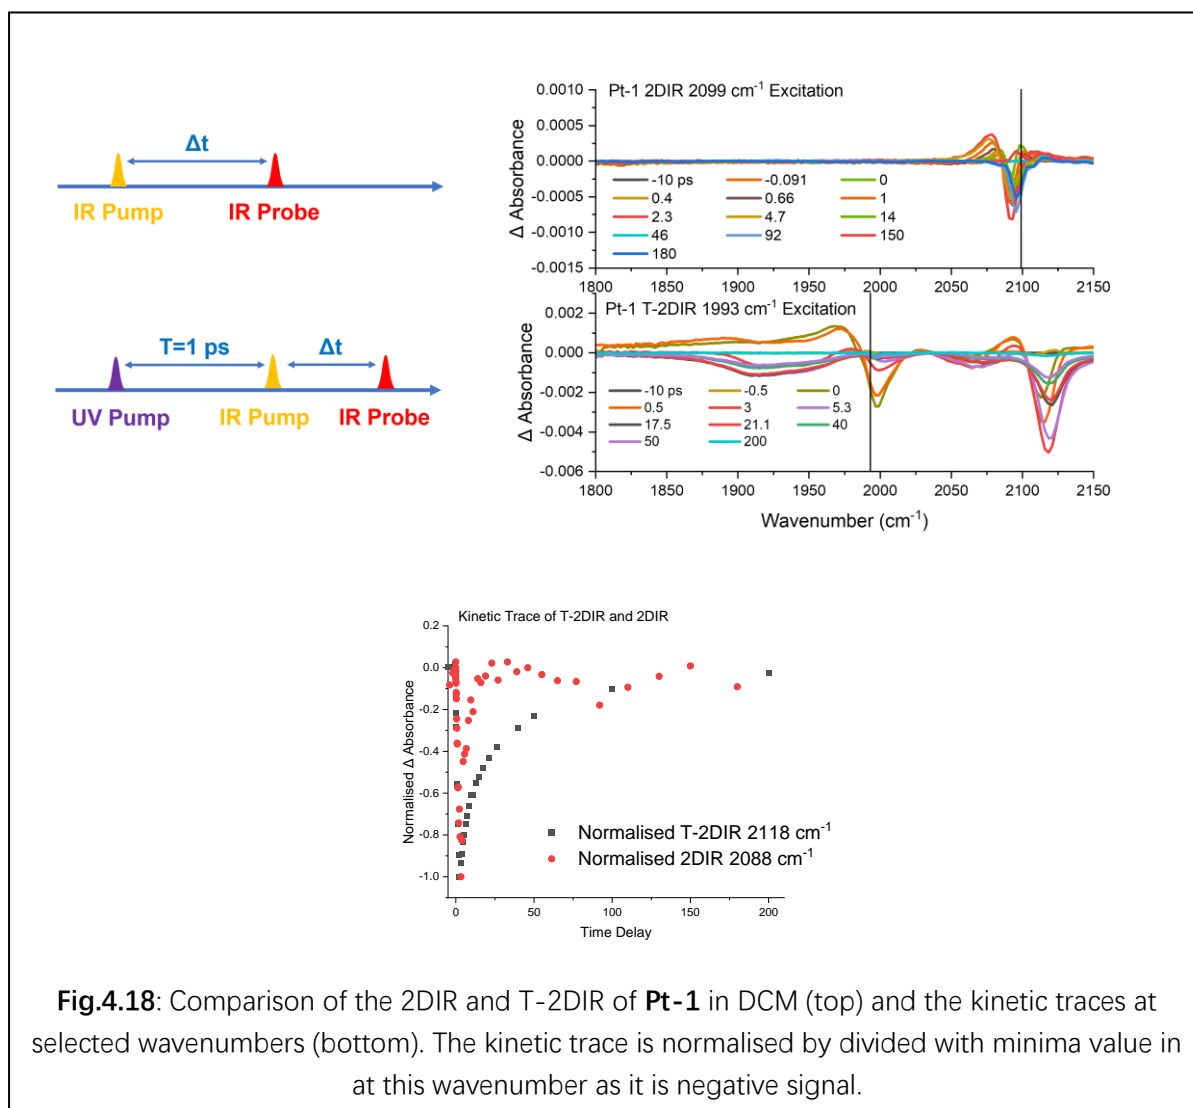 Δt
IR Pump
IR Probe
T=1 ps
Δt
UV Pump
IR Pump
IR Probe
Pt-1 2DIR 2099 cm⁻¹ Excitation
0.0010
0.0005
0.0000
-0.0005
-0.0010
-0.0015
Δ Absorbance
-10 ps
-0.091
0
0.4
0.66
1
2.3
4.7
14
46
92
150
180
1800
1850
1900
1950
2000
2050
2100
2150
Pt-1 T-2DIR 1993 cm⁻¹ Excitation
0.002
0.000
-0.002
-0.004
-0.006
Δ Absorbance
-10 ps
-0.5
0
0.5
3
5.3
17.5
21.1
40
50
200
1800
1850
1900
1950
2000
2050
2100
2150
Wavenumber (cm⁻¹)
Kinetic Trace of T-2DIR and 2DIR
0.2
0.0
-0.2
-0.4
-0.6
-0.8
-1.0
Normalised Δ Absorbance
Normalised T-2DIR 2118 cm⁻¹
Normalised 2DIR 2088 cm⁻¹
0
50
100
150
200
Time Delay
Fig.4.18: Comparison of the 2DIR and T-2DIR of Pt-1 in DCM (top) and the kinetic traces at
selected wavenumbers (bottom). The kinetic trace is normalised by divided with minima value in
at this wavenumber as it is negative signal.